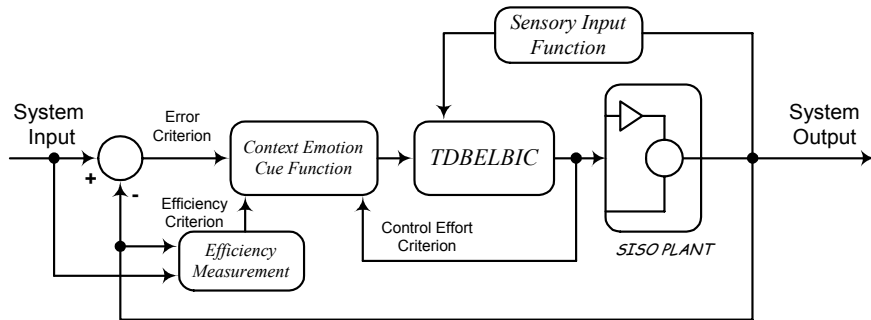 Sensory Input
Function
System
Input
Error
Criterion
Context Emotion
Cue Function
TDBELBIC
System
Output
+
-
Efficiency
Criterion
Control Effort
Criterion
Efficiency
Measurement
SISO PLANT